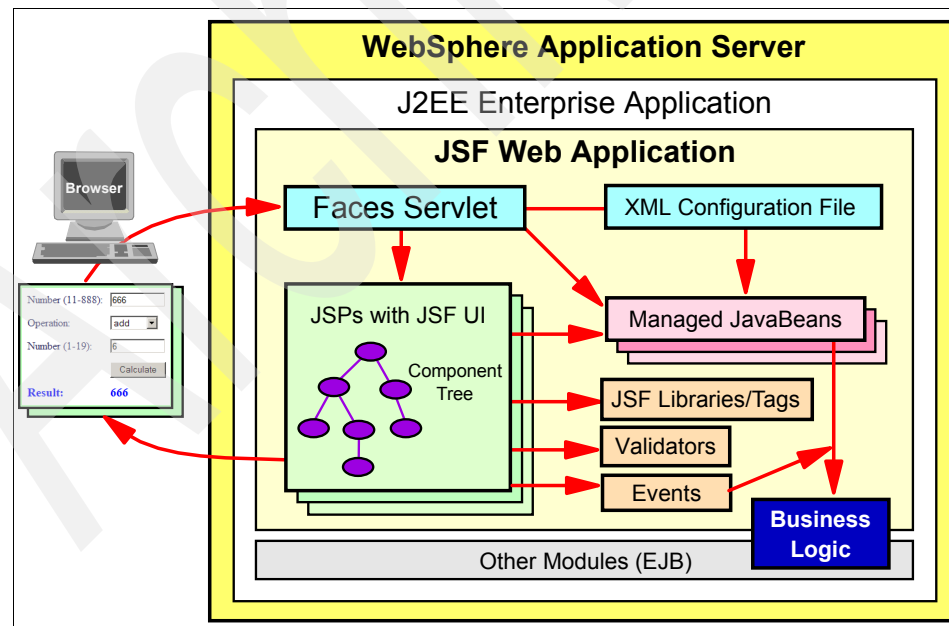 WebSphere Application Server
J2EE Enterprise Application
JSF Web Application
Browser
Faces Servlet
XML Configuration File
Number (11-888):
666
Operation:
add
Number (1-19):
6
Calculate
Result:
666
JSPs with JSF UI
Component
Tree
Managed JavaBeans
JSF Libraries/Tags
Validators
Events
Business
Logic
Other Modules (EJB)